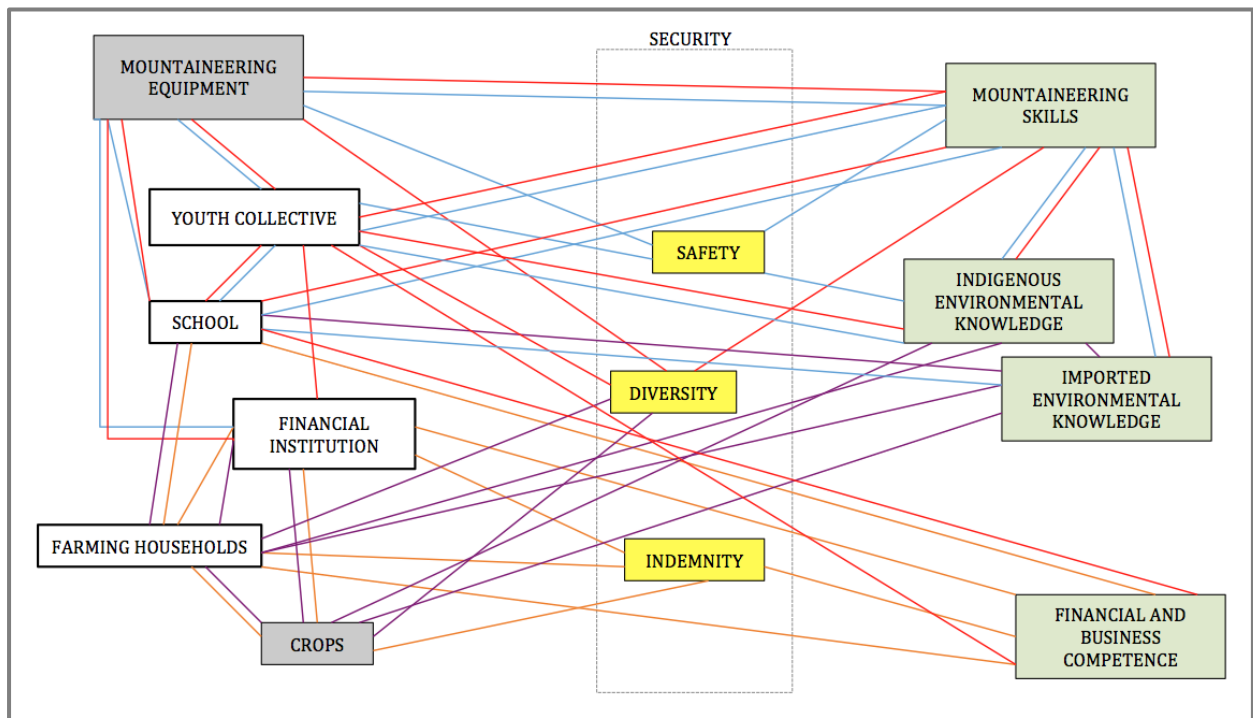 SECURITY
MOUNTAINEERING
EQUIPMENT
MOUNTAINEERING
SKILLS
YOUTH COLLECTIVE
SAFETY
INDIGENOUS
ENVIRONMENTAL
KNOWLEDGE
SCHOOL
IMPORTED
ENVIRONMENTAL
KNOWLEDGE
DIVERSITY
FINANCIAL
INSTITUTION
FARMING HOUSEHOLDS
INDEMNITY
FINANCIAL AND
BUSINESS
COMPETENCE
CROPS